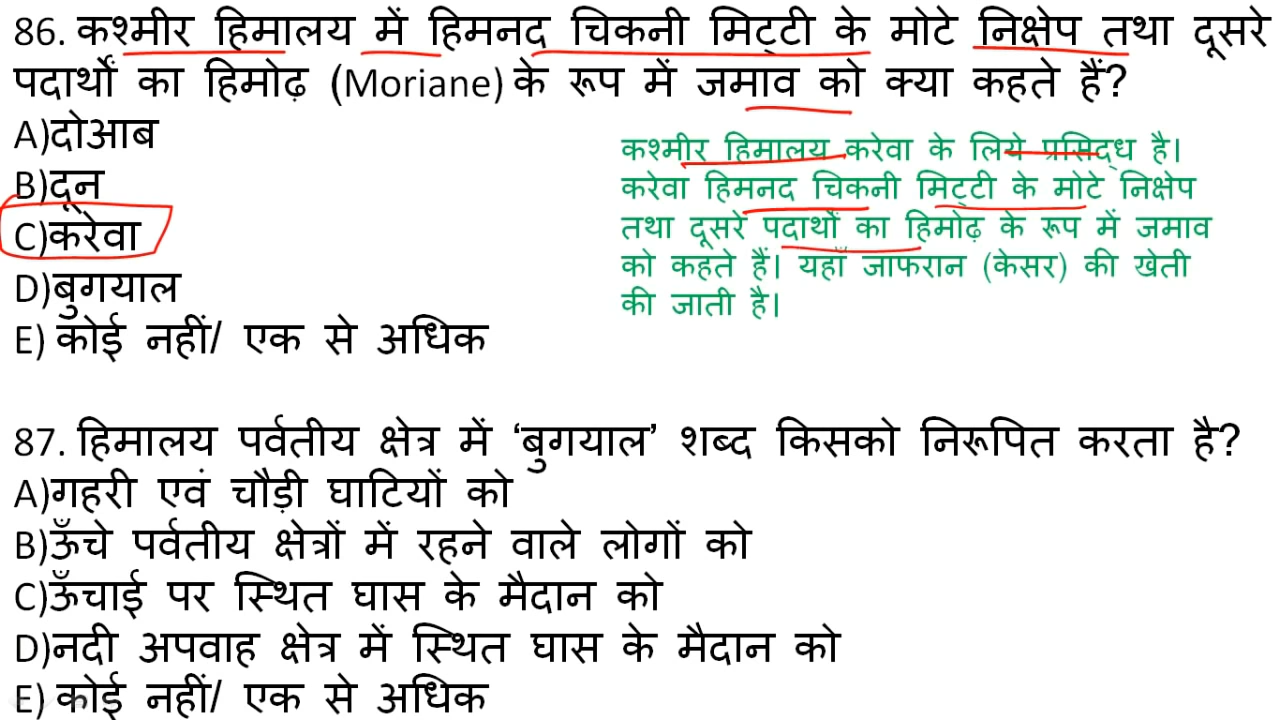 86. कश्मीर हिमालय में हिमनद चिकनी मिट्टी के मोटे निक्षेप तथा दूसरे
पदार्थों का हिमोढ़ (Moriane) के रूप में जमाव को क्या कहते हैं?
A)दोआब
B)दून
C)करेवा
D)बुगयाल
E) कोई नहीं/ एक से अधिक
कश्मीर हिमालय करेवा के लिये प्रसिद्ध है।
करेवा हिमनद चिकनी मिट्टी के मोटे निक्षेप
तथा दूसरे पदार्थों का हिमोढ़ के रूप में जमाव
को कहते हैं। यहाँ जाफरान (केसर) की खेती
की जाती है।
87. हिमालय पर्वतीय क्षेत्र में ‘बुगयाल’ शब्द किसको निरूपित करता है?
A)गहरी एवं चौड़ी घाटियों को
B)ऊँचे पर्वतीय क्षेत्रों में रहने वाले लोगों को
C)ऊँचाई पर स्थित घास के मैदान को
D)नदी अपवाह क्षेत्र में स्थित घास के मैदान को
E) कोई नहीं/ एक से अधिक